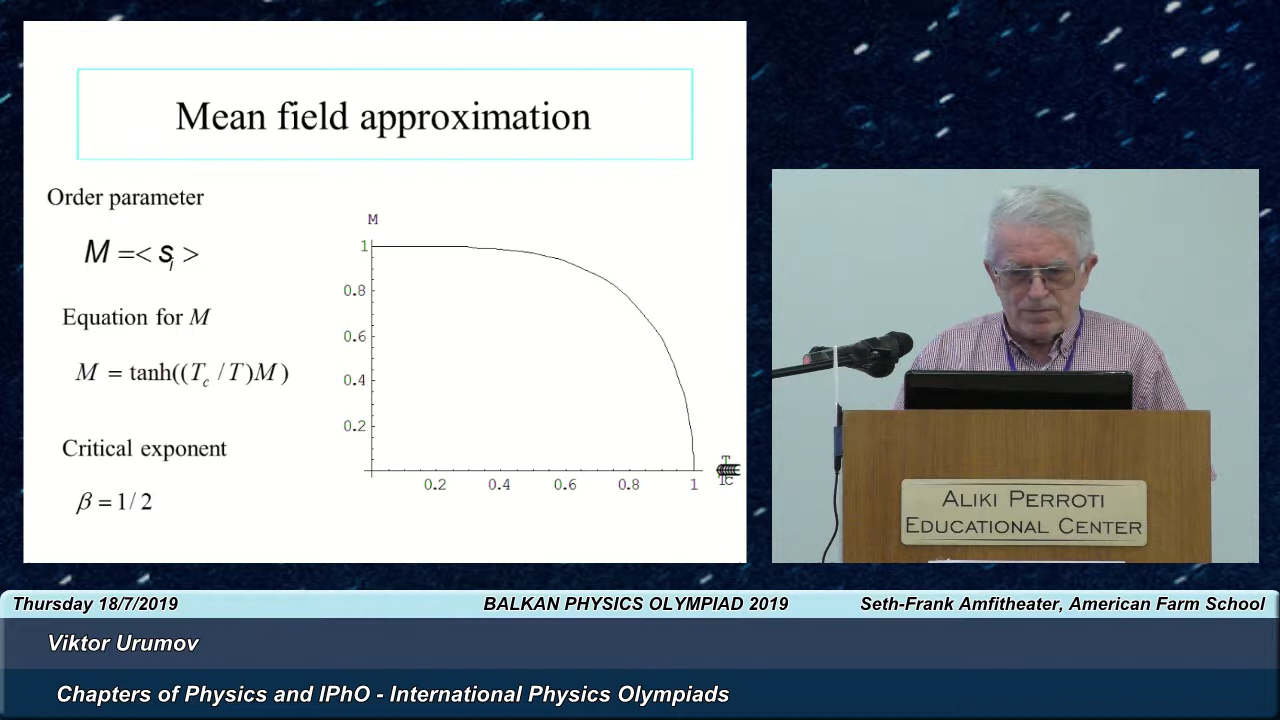 Mean field approximation
Order parameter
M =< s_i >
Equation for M
M = tanh((T_c / T)M )
Critical exponent
β = 1/ 2
M
1
0.8
0.6
0.4
0.2
0.2 0.4 0.6 0.8 1
T
Tc
ALIKI PERROTI
EDUCATIONAL CENTER
Thursday 18/7/2019 BALKAN PHYSICS OLYMPIAD 2019 Seth-Frank Amfitheater, American Farm School
Viktor Urumov
Chapters of Physics and IPhO - International Physics Olympiads